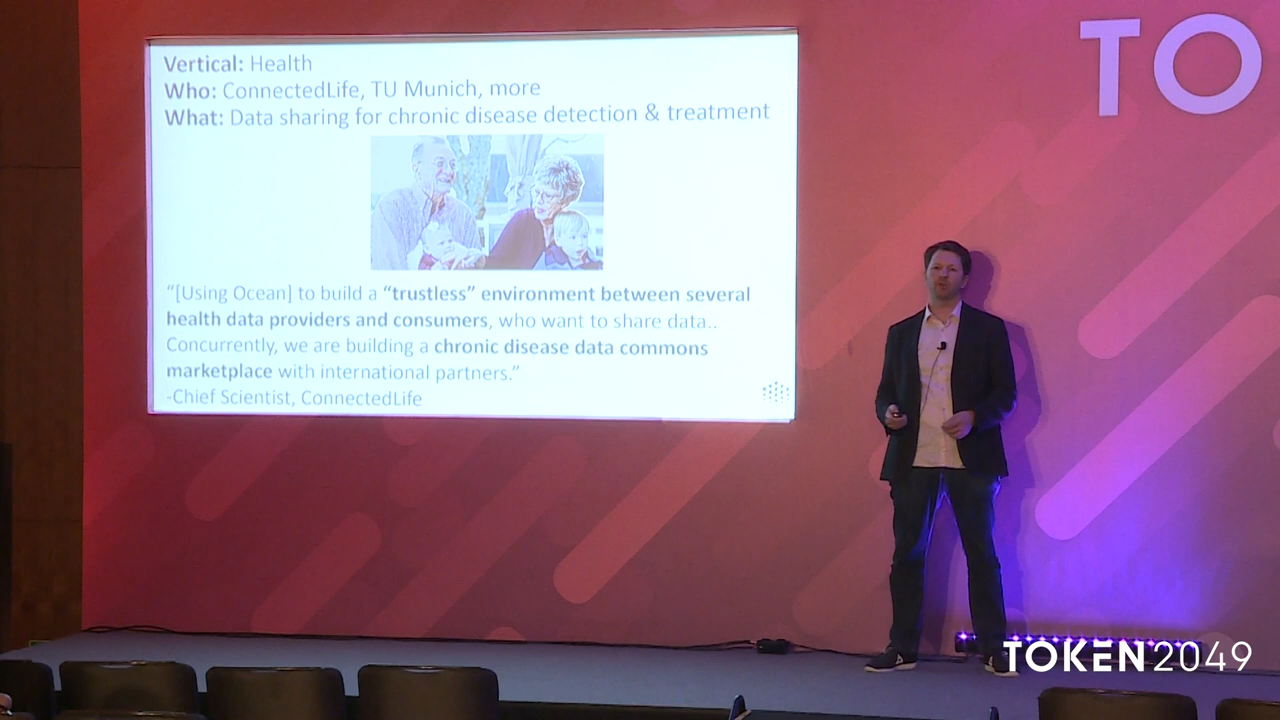 Vertical: Health
Who: ConnectedLife, TU Munich, more
What: Data sharing for chronic disease detection & treatment
“[Using Ocean] to build a “trustless” environment between several
health data providers and consumers, who want to share data..
Concurrently, we are building a chronic disease data commons
marketplace with international partners.”
-Chief Scientist, ConnectedLife
TO
TOKEN2049